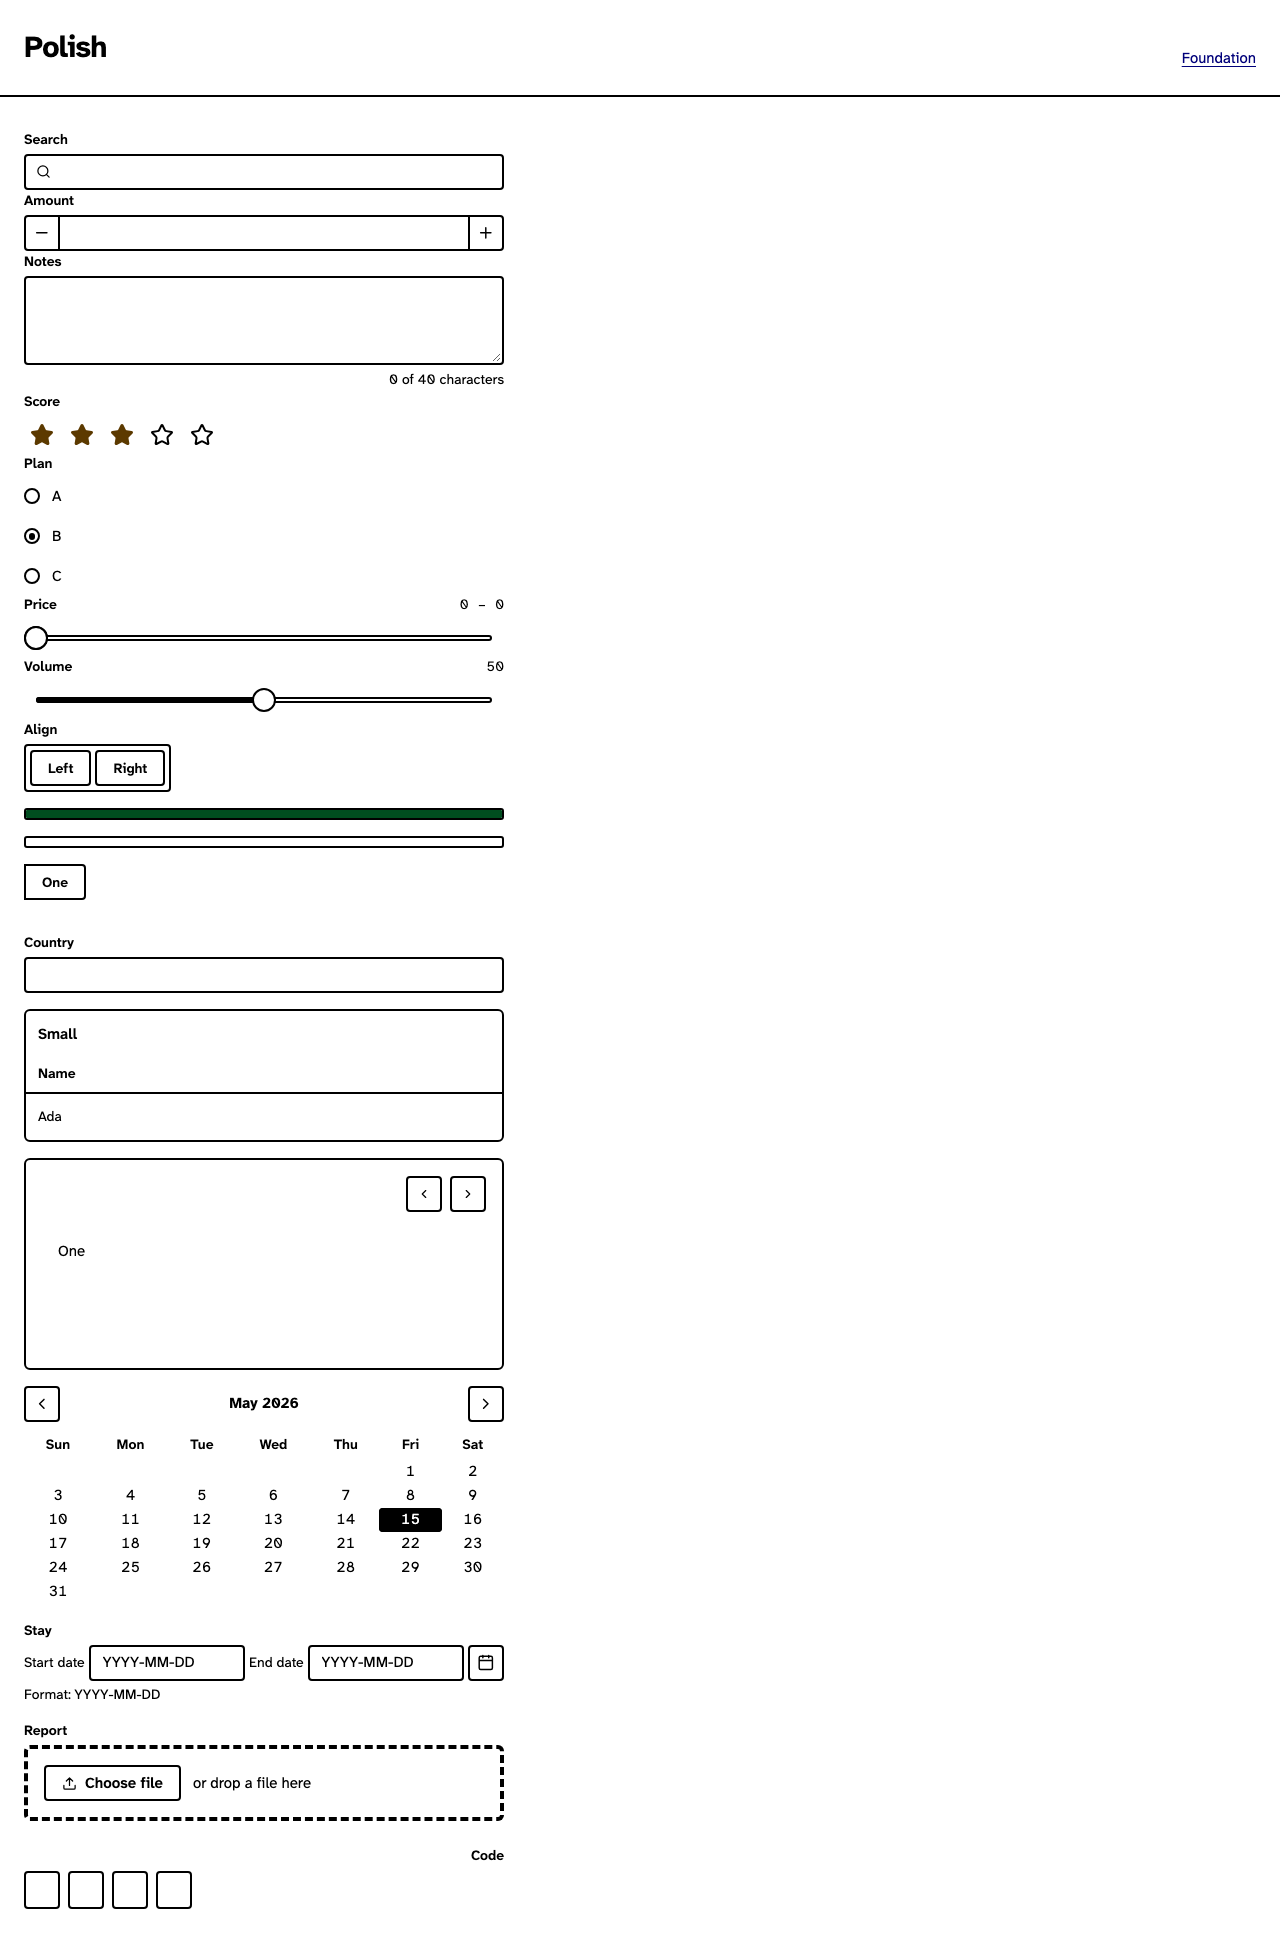 Polish
Foundation
Search
Amount
Notes
0 of 40 characters
Score
Plan
A
B
C
Price 0 – 0
Volume 50
Align
Left Right
One
Country
Small
Name
Ada
One
May 2026
Sun Mon Tue Wed Thu Fri Sat
1 2
3 4 5 6 7 8 9
10 11 12 13 14 15 16
17 18 19 20 21 22 23
24 25 26 27 28 29 30
31
Stay
Start date YYYY-MM-DD End date YYYY-MM-DD
Format: YYYY-MM-DD
Report
Choose file or drop a file here
Code